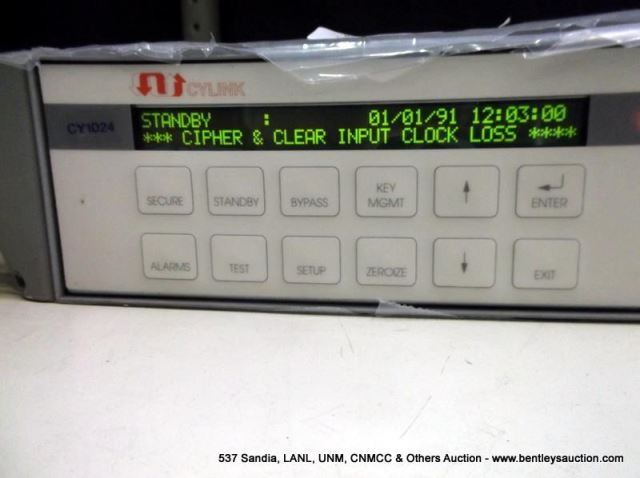 CYLINK
CY1024
STANDBY : 01/01/91 12:03:00
*** CIPHER & CLEAR INPUT CLOCK LOSS ****
SECURE STANDBY BYPASS KEY MGMT ↑ ENTER
ALARMS TEST SETUP ZEROIZE ↓ EXIT
537 Sandia, LANL, UNM, CNMCC & Others Auction - www.bentleysauction.com